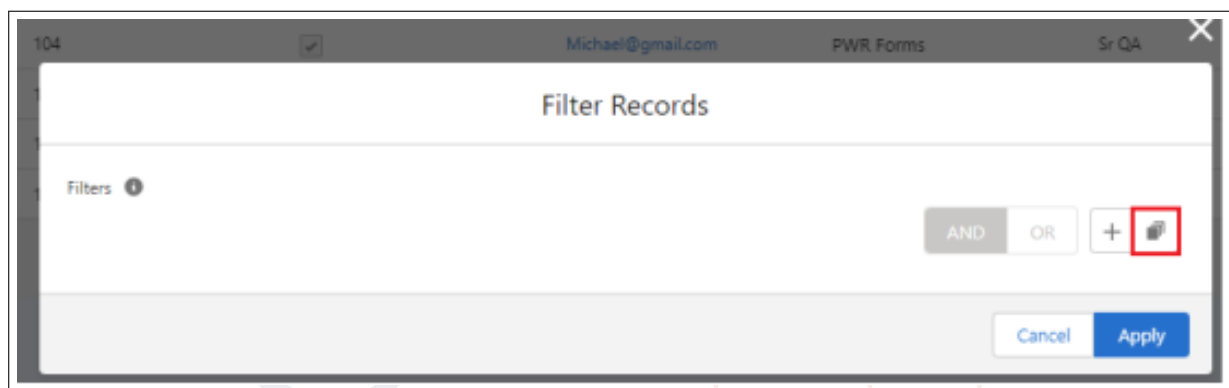 104 Michael@gmail.com PWR Forms Sr QA
Filter Records
Filters
AND OR +
Cancel Apply